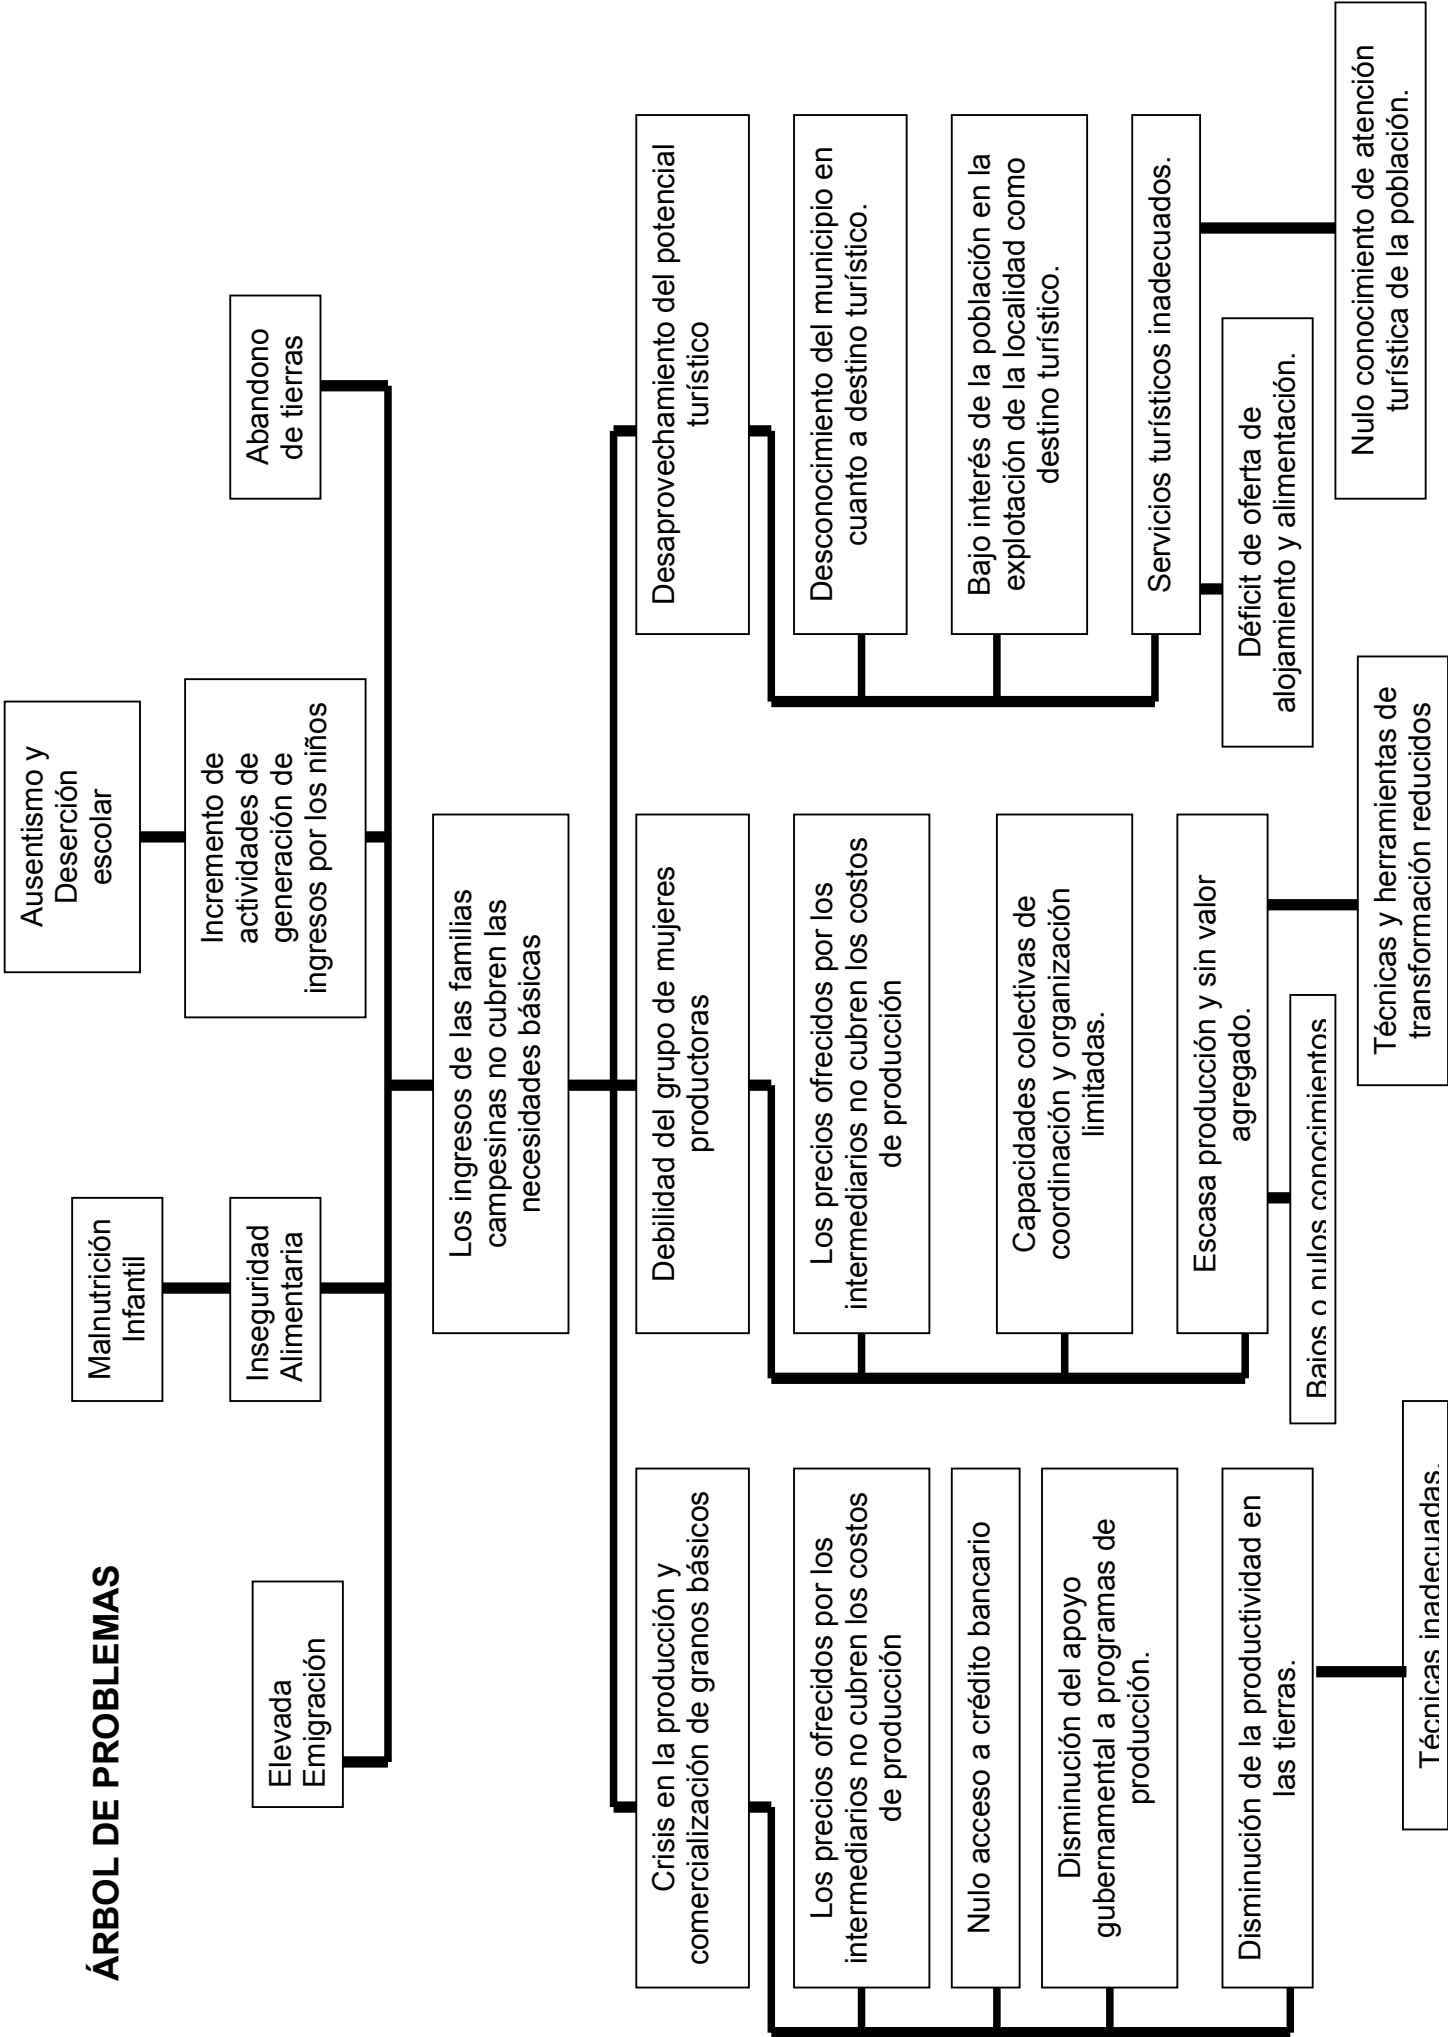 ÁRBOL DE PROBLEMAS
Ausentismo y
Deserción
escolar
Malnutrición
Infantil
Elevada
Emigración
Inseguridad
Alimentaria
Incremento de
actividades de
generación de
ingresos por los niños
Abandono
de tierras
Los ingresos de las familias
campesinas no cubren las
necesidades básicas
Crisis en la producción y
comercialización de granos básicos
Los precios ofrecidos por los
intermediarios no cubren los costos
de producción
Nulo acceso a crédito bancario
Disminución del apoyo
gubernamental a programas de
producción.
Disminución de la productividad en
las tierras.
Técnicas inadecuadas.
Debilidad del grupo de mujeres
productoras
Los precios ofrecidos por los
intermediarios no cubren los costos
de producción
Capacidades colectivas de
coordinación y organización
limitadas.
Escasa producción y sin valor
agregado.
Bajos o nulos conocimientos
Técnicas y herramientas de
transformación reducidos
Desaprovechamiento del potencial
turístico
Desconocimiento del municipio en
cuanto a destino turístico.
Bajo interés de la población en la
explotación de la localidad como
destino turístico.
Servicios turísticos inadecuados.
Déficit de oferta de
alojamiento y alimentación.
Nulo conocimiento de atención
turística de la población.